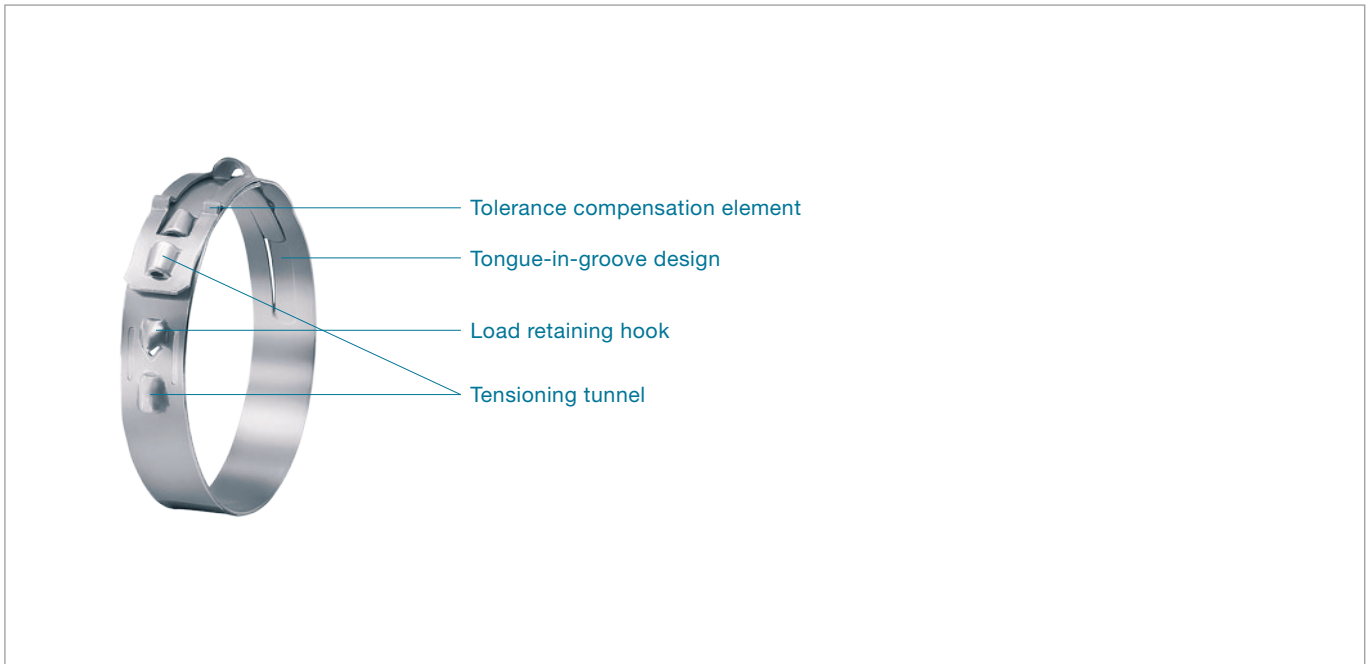 Tolerance compensation element
Tongue-in-groove design
Load retaining hook
Tensioning tunnel